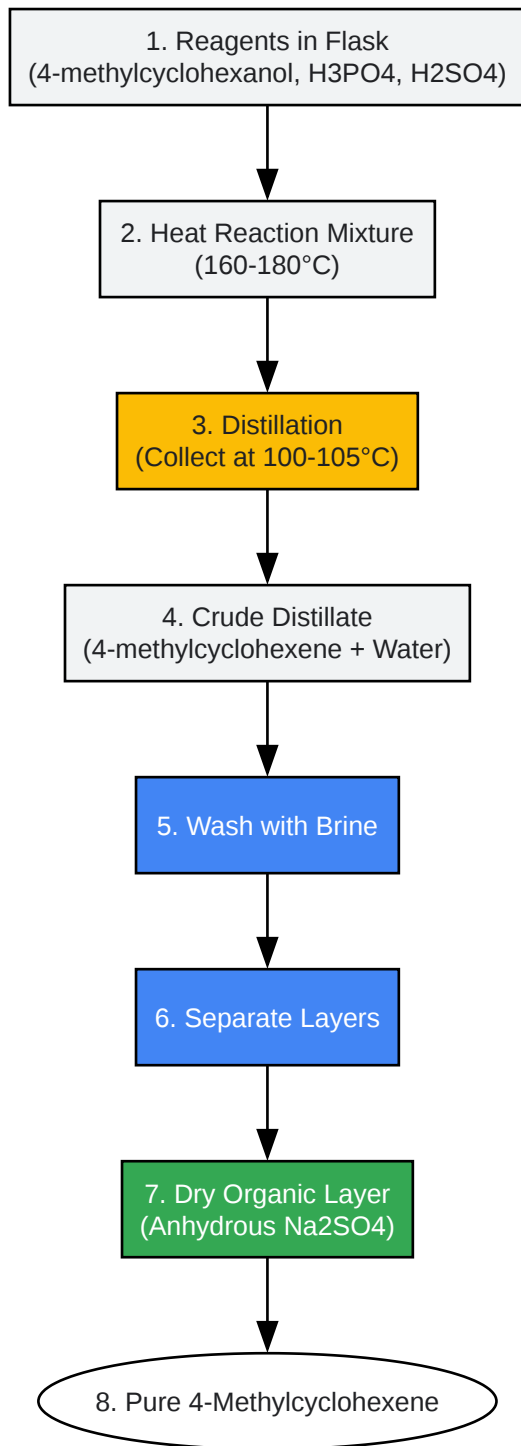 1. Reagents in Flask
(4-methylcyclohexanol, H3PO4, H2SO4)
2. Heat Reaction Mixture
(160-180°C)
3. Distillation
(Collect at 100-105°C)
4. Crude Distillate
(4-methylcyclohexene + Water)
5. Wash with Brine
6. Separate Layers
7. Dry Organic Layer
(Anhydrous Na2SO4)
8. Pure 4-Methylcyclohexene